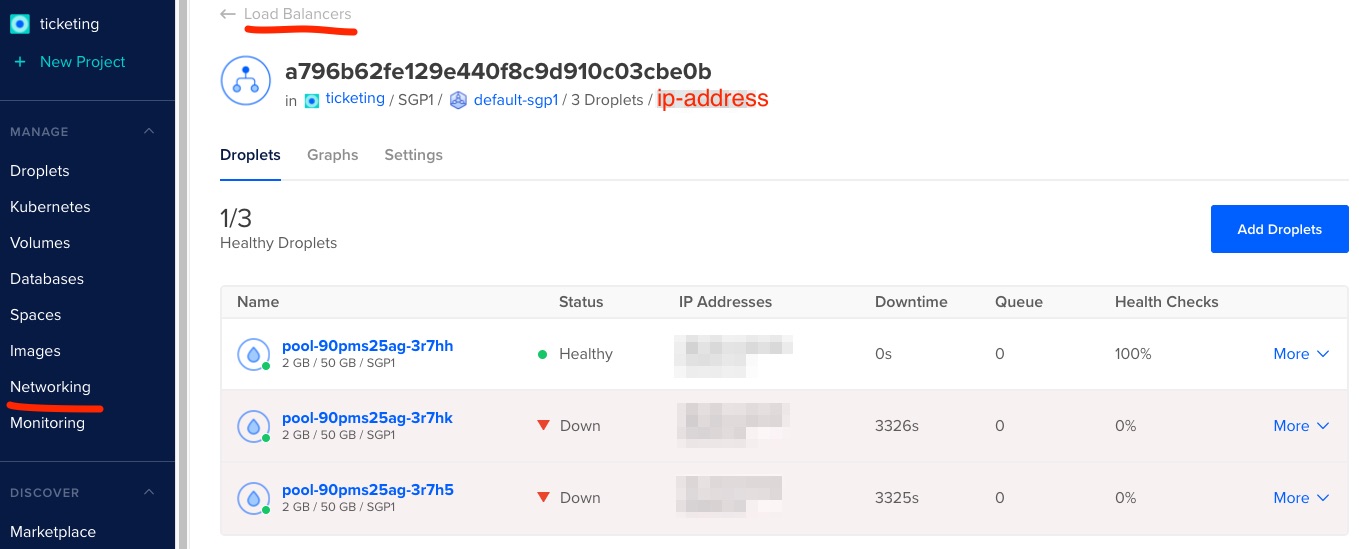 ticketing
+ New Project
MANAGE
Droplets
Kubernetes
Volumes
Databases
Spaces
Images
Networking
Monitoring
DISCOVER
Marketplace
← Load Balancers
a796b62fe129e440f8c9d910c03cbe0b
in ticketing / SGP1 / default-sgp1 / 3 Droplets / ip-address
Droplets Graphs Settings
1/3
Healthy Droplets
Add Droplets
Name Status IP Addresses Downtime Queue Health Checks
pool-90pms25ag-3r7hh Healthy 0s 0 100% More
2 GB / 50 GB / SGP1
pool-90pms25ag-3r7hk Down 3326s 0 0% More
2 GB / 50 GB / SGP1
pool-90pms25ag-3r7h5 Down 3325s 0 0% More
2 GB / 50 GB / SGP1